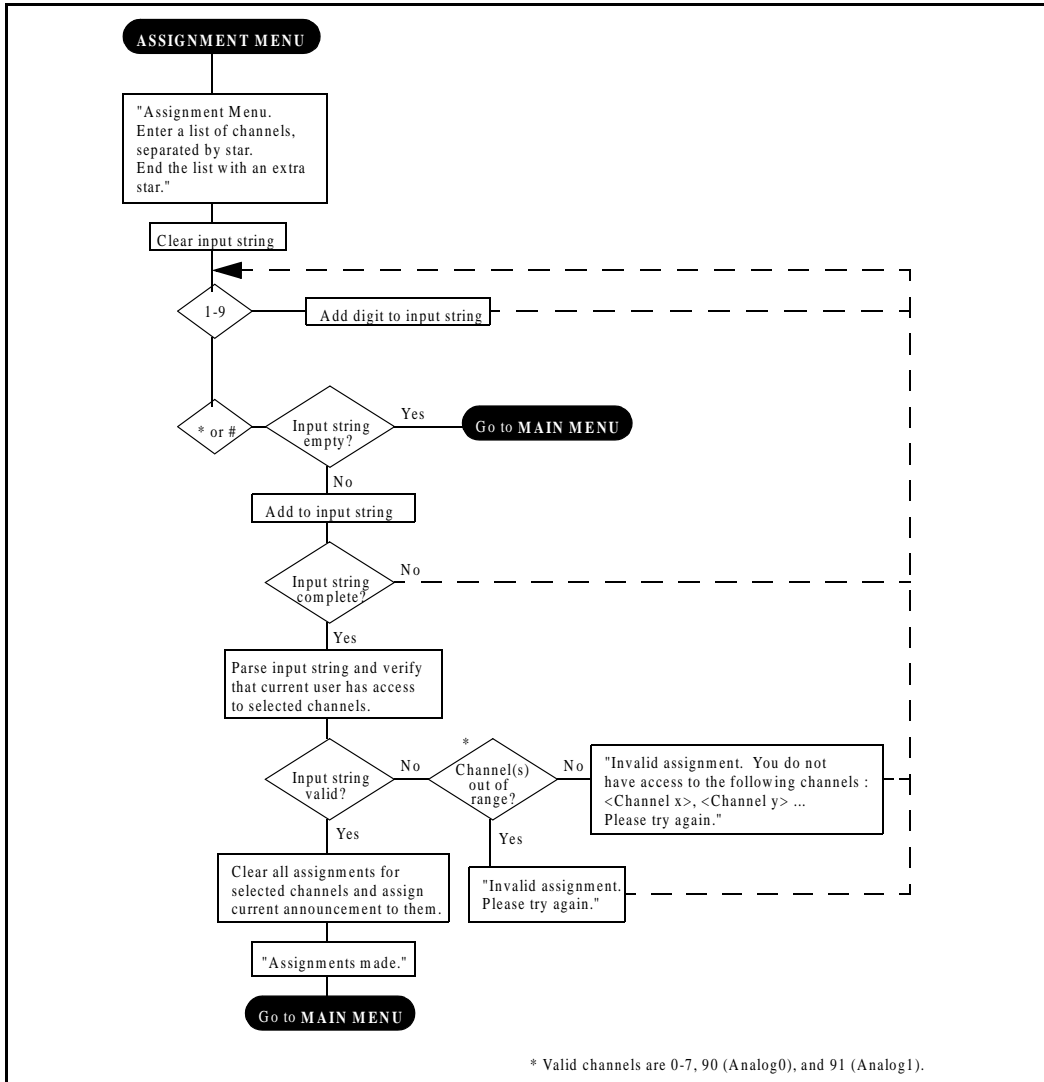 ASSIGNMENT MENU
"Assignment Menu.
Enter a list of channels,
separated by star.
End the list with an extra
star."
Clear input string
1-9
Add digit to input string
* or #
Input string
empty?
Yes
Go to MAIN MENU
No
Add to input string
Input string
complete?
No
Yes
Parse input string and verify
that current user has access
to selected channels.
Input string
valid?
No
*
Channel(s)
out of
range?
No
"Invalid assignment. You do not
have access to the following channels :
<Channel x>, <Channel y> ...
Please try again."
Yes
Yes
Clear all assignments for
selected channels and assign
current announcement to them.
"Invalid assignment.
Please try again."
"Assignments made."
Go to MAIN MENU
* Valid channels are 0-7, 90 (Analog0), and 91 (Analog1).